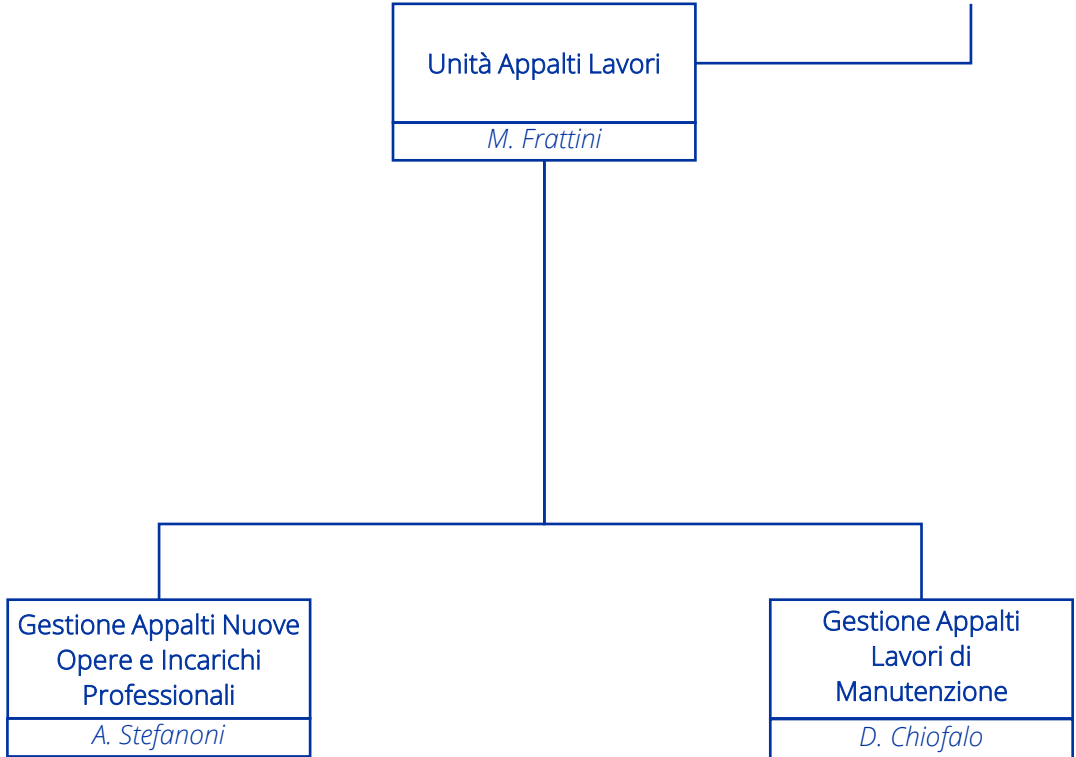 Unità Appalti Lavori
M. Frattini
Gestione Appalti Nuove
Opere e Incarichi
Professionali
A. Stefanoni
Gestione Appalti
Lavori di
Manutenzione
D. Chiofalo